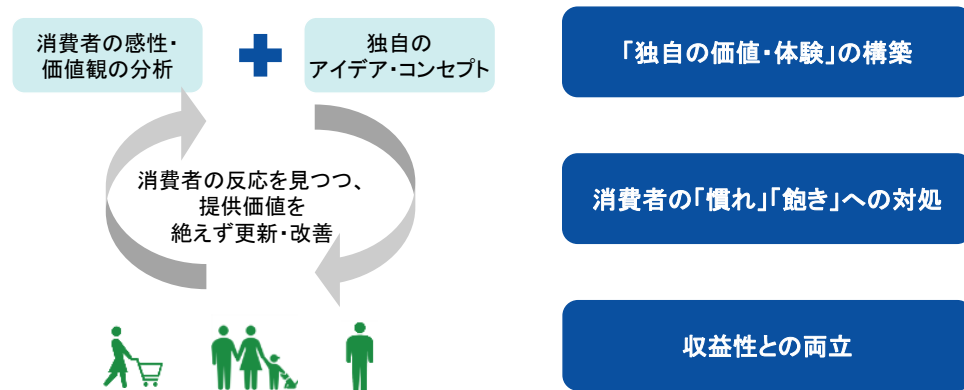 消費者の感性・
価値観の分析
独自の
アイデア・コンセプト
消費者の反応を見つつ、
提供価値を
絶えず更新・改善
「独自の価値・体験」の構築
消費者の「慣れ」「飽き」への対処
収益性との両立